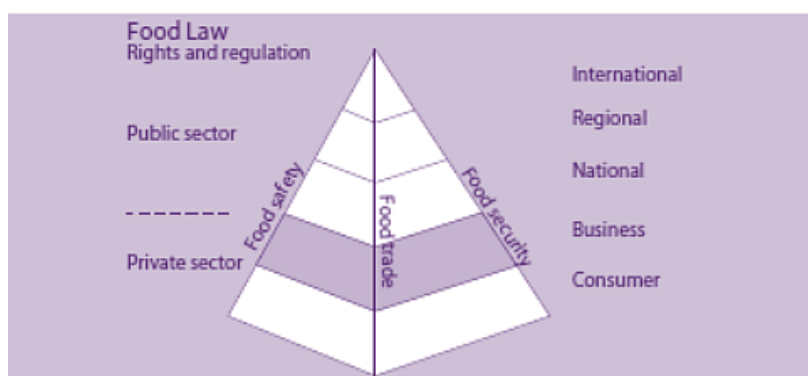 Food Law
Rights and regulation
International
Regional
Public sector
National
Food safety
Food trade
Food security
Business
Private sector
Consumer